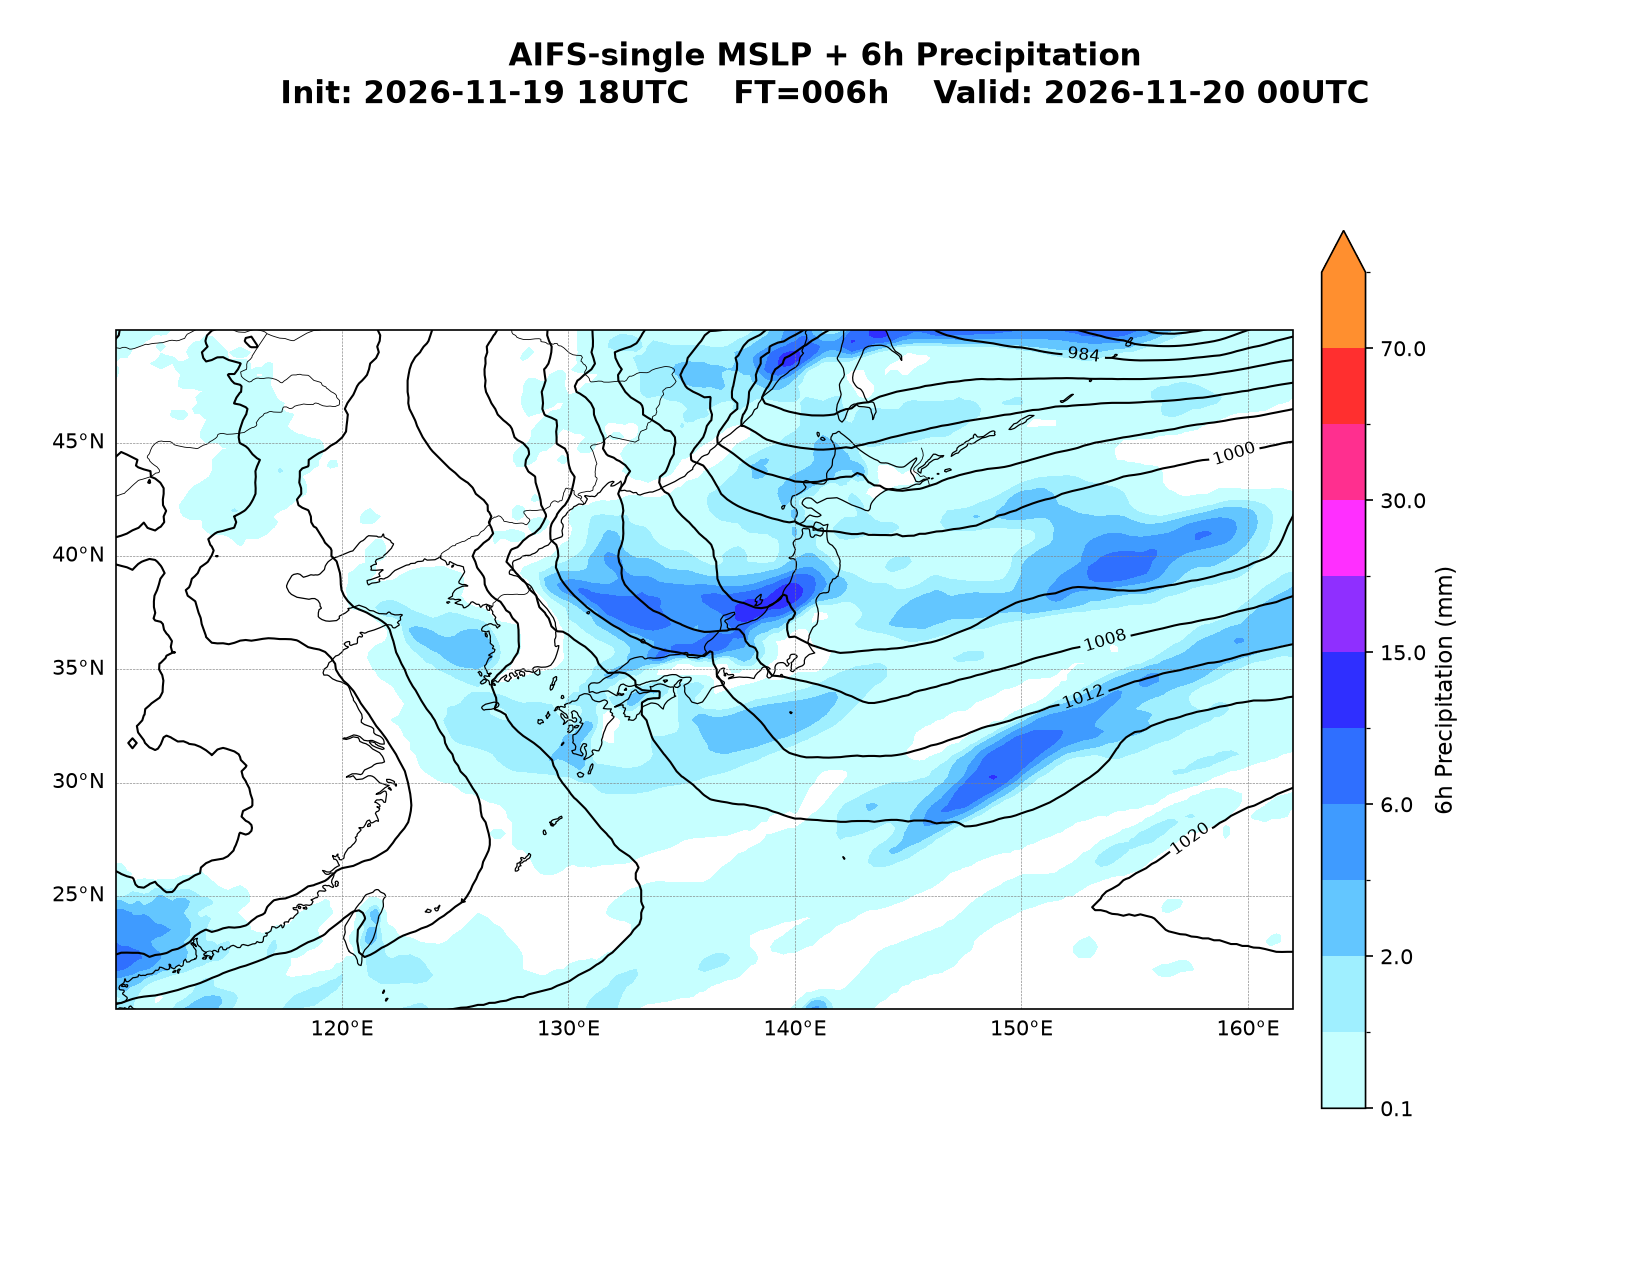 AIFS-single MSLP + 6h Precipitation
Init: 2026-11-19 18UTC    FT=006h    Valid: 2026-11-20 00UTC
984
1000
1008
1012
1020
45°N
40°N
35°N
30°N
25°N
120°E
130°E
140°E
150°E
160°E
70.0
30.0
15.0
6.0
2.0
0.1
6h Precipitation (mm)